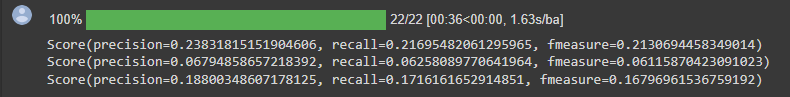 100% 22/22 [00:36<00:00, 1.63s/ba]
Score(precision=0.23831815151904606, recall=0.21695482061295965, fmeasure=0.2130694458349014)
Score(precision=0.06794858657218392, recall=0.06258089770641964, fmeasure=0.06115870423091023)
Score(precision=0.18800348607178125, recall=0.1716161652914851, fmeasure=0.16796961536759192)